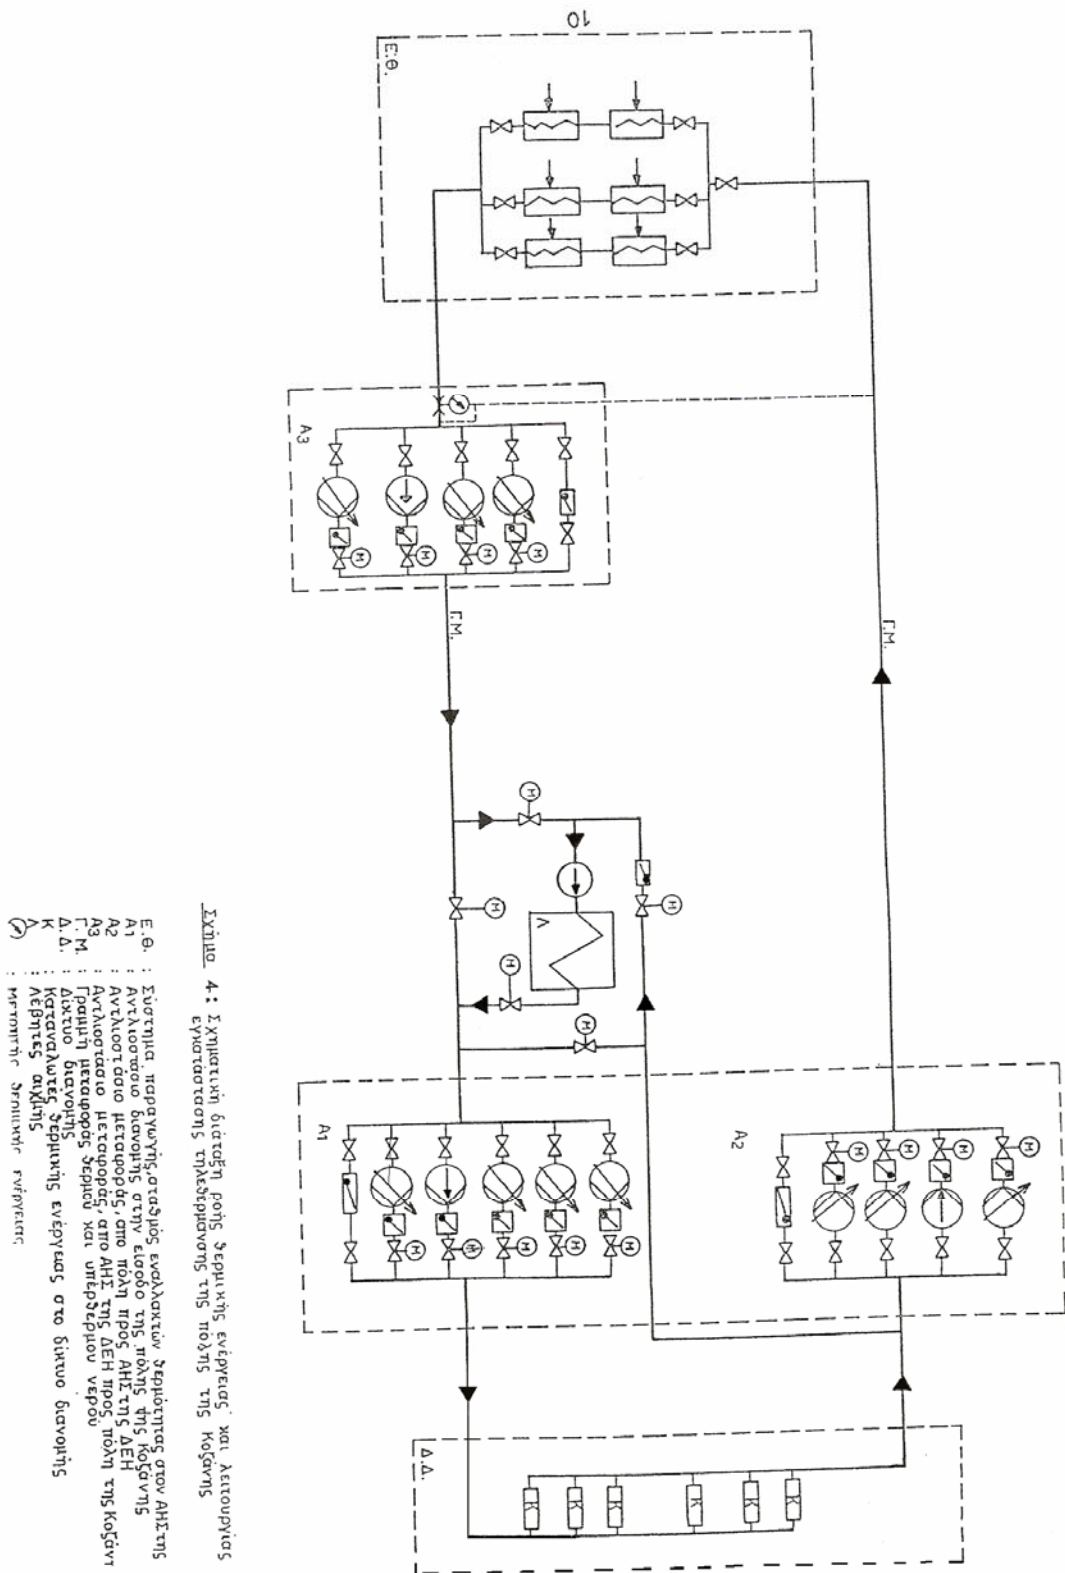 10
Ε.Θ.
Α3
Μ
Μ
Μ
Μ
Γ.Μ.
Γ.Μ.
Μ
Μ
Μ
Λ
Μ
Μ
Α1
Μ
Μ
Μ
Μ
Μ
Α2
Μ
Μ
Μ
Μ
Δ.Δ.
Κ
Κ
Κ
Κ
Κ
Κ
Σχήμα 4: Σχηματική διάταξη ροής θερμικής ενέργειας και λειτουργίας
εγκατάστασης τηλεθέρμανσης της πόλης της Κοζάνης
Ε.Θ. : Σύστημα παραγωγής, σταθμός εναλλακτών θερμότητας στον ΑΗΣ της
Α1 : Αντλιοστάσιο διανομής στην είσοδο της πόλης της Κοζάνης
Α2 : Αντλιοστάσιο μεταφοράς, απο πόλη προς ΑΗΣ της ΔΕΗ
Α3 : Αντλιοστάσιο μεταφοράς, απο ΑΗΣ της ΔΕΗ προς πόλη της Κοζάν
Γ.Μ. : Γραμμή μεταφοράς θερμού και υπέρθερμου νερού
Δ.Δ. : Δίκτυο διανομής
Κ : Καταναλωτές θερμικής ενέργειας στο δίκτυο διανομής
Λ : Λέβητες αιχμής
: μετρητής θερμικής ενέργειας